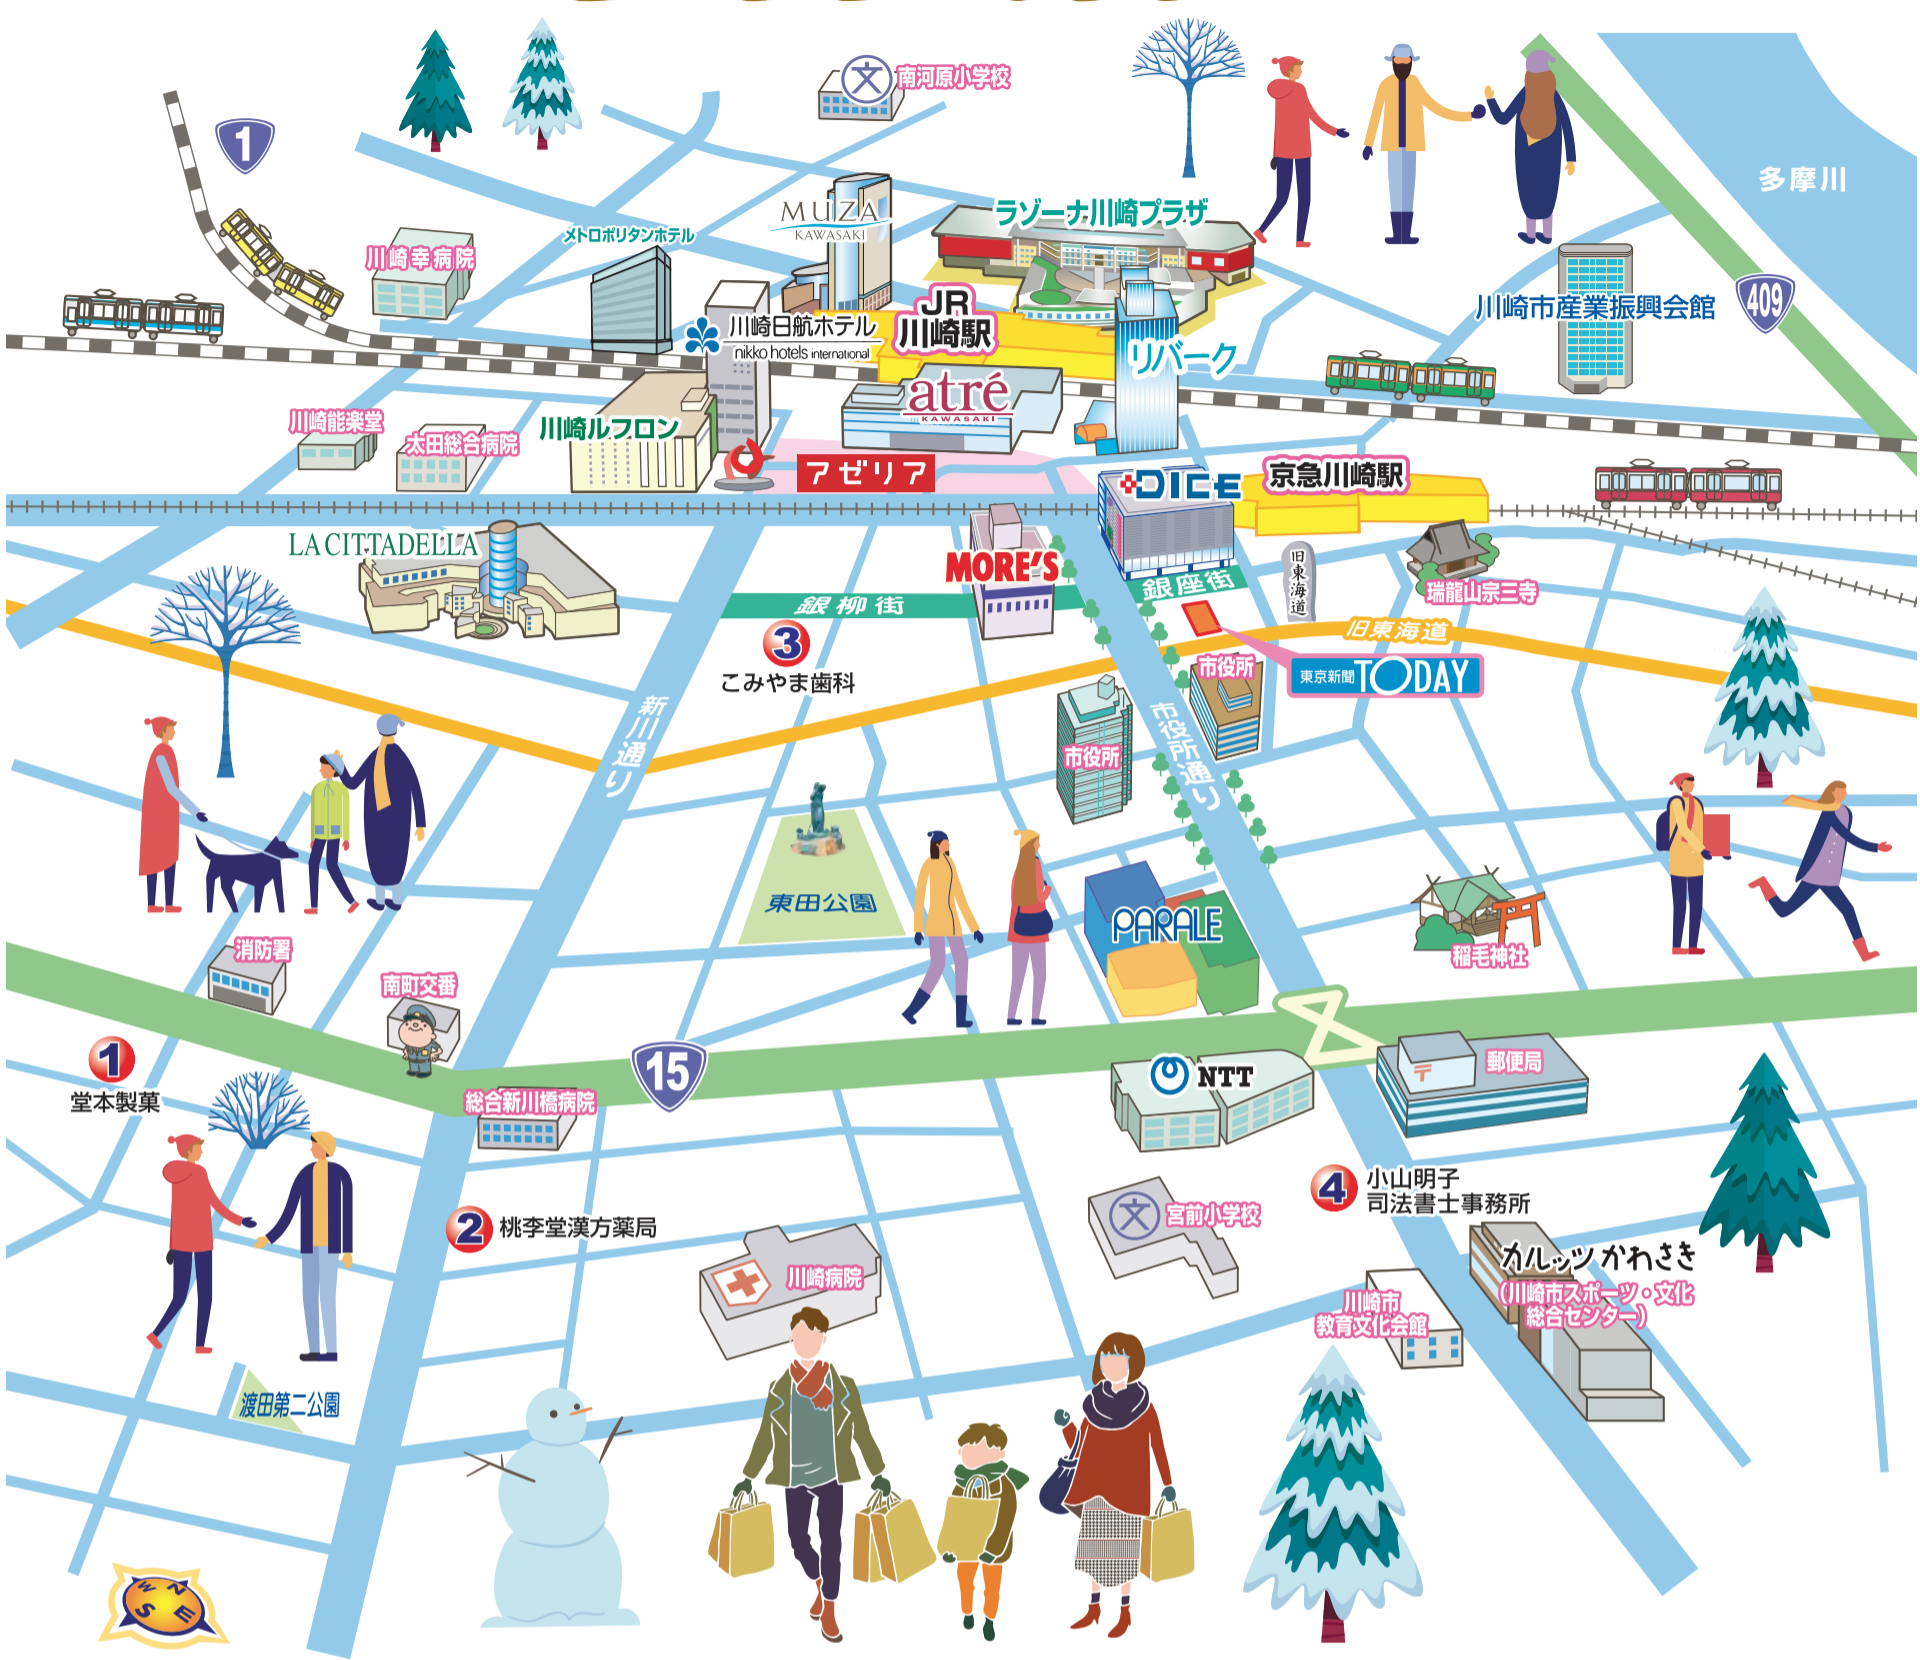 文
南河原小学校
1
多摩川
MUZA
KAWASAKI
ラゾーナ川崎プラザ
メトロポリタンホテル
川崎幸病院
JR
川崎駅
川崎市産業振興会館
409
川崎日航ホテル
nikko hotels international
リバーク
atré
KAWASAKI
川崎能楽堂
太田総合病院
川崎ルフロン
アゼリア
DICE
京急川崎駅
LA CITTADELLA
MORE'S
旧東海道
瑞龍山宗三寺
銀柳街
銀座街
旧東海道
3
こみやま歯科
市役所
東京新聞TODAY
新川通り
市役所通り
市役所
東田公園
PARALE
稲毛神社
消防署
南町交番
1
堂本製菓
15
NTT
郵便局
総合新川橋病院
2
桃李堂漢方薬局
文
宮前小学校
4
小山明子
司法書士事務所
川崎病院
カルッツかわさき
(川崎市スポーツ・文化
総合センター)
川崎市
教育文化会館
渡田第二公園
N
W
E
S